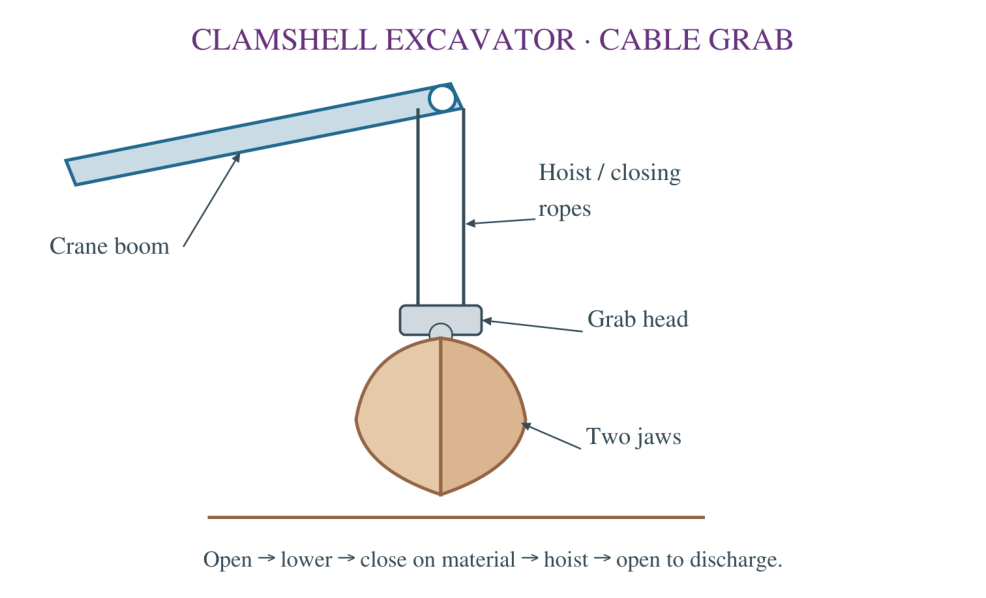 CLAMSHELL EXCAVATOR · CABLE GRAB
Hoist / closing
ropes
Crane boom
Grab head
Two jaws
Open → lower → close on material → hoist → open to discharge.